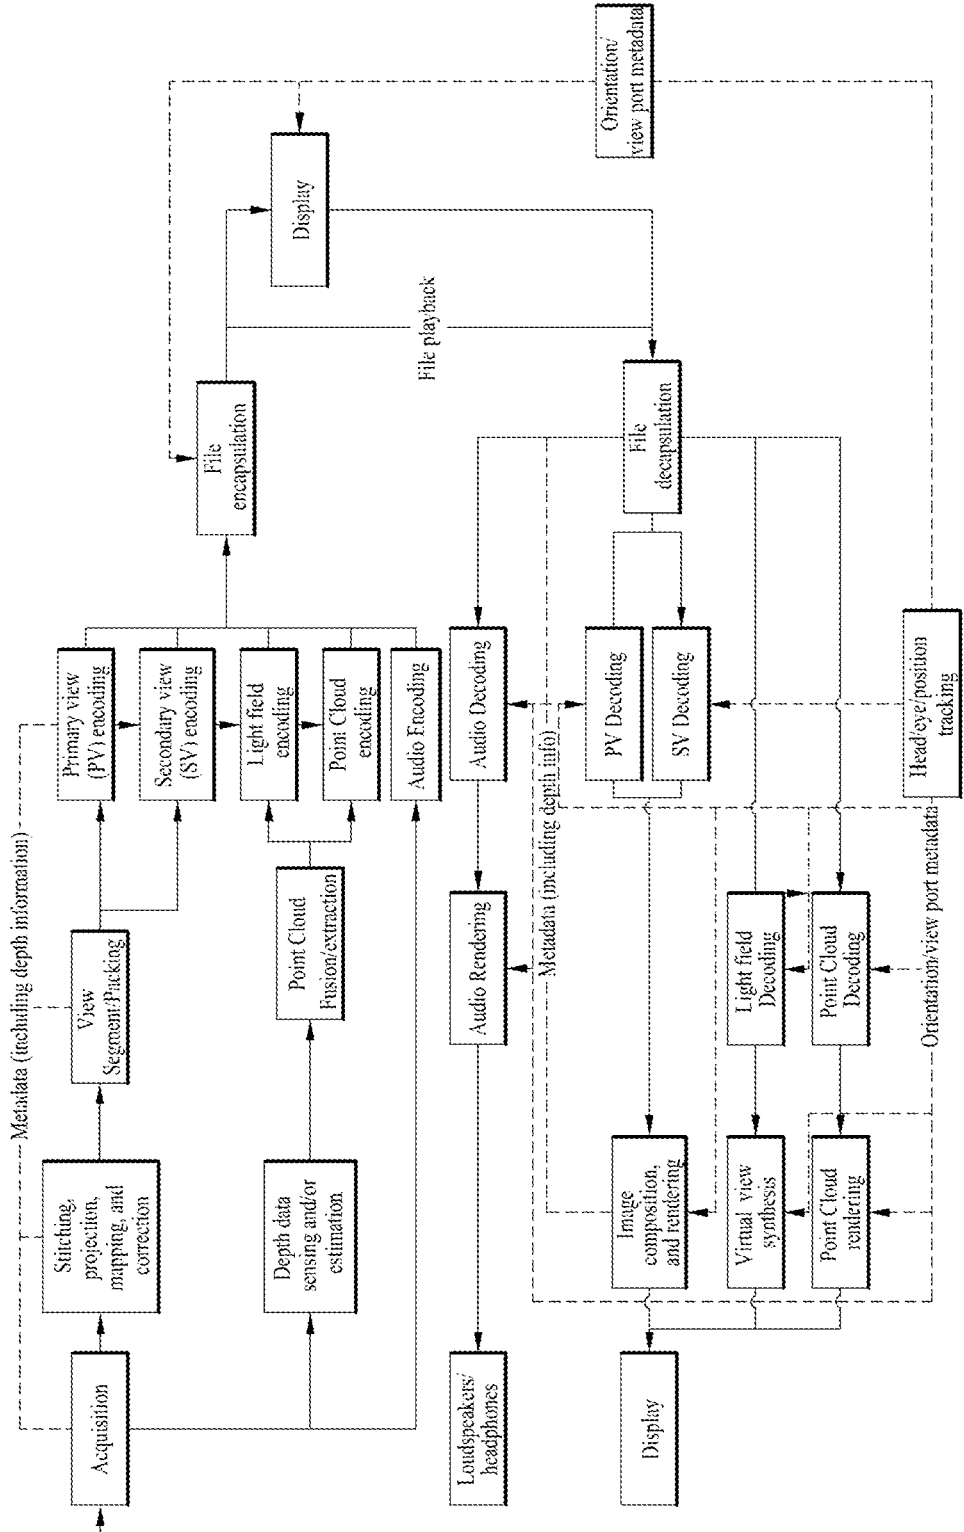 Metadata (including depth information)
Acquisition
Stitching,
projection,
mapping, and
correction
View
Segment/Packing
Primary view
(PV) encoding
Secondary view
(SV) encoding
Depth data
sensing and/or
estimation
Point Cloud
Fusion/extraction
Light field
encoding
Point Cloud
encoding
Audio Encoding
File
encapsulation
Display
Orientation/
view port metadata
File playback
Loudspeakers/
headphones
Audio Rendering
Audio Decoding
Metadata (including depth info)
Display
Image
composition,
and rendering
PV Decoding
SV Decoding
File
decapsulation
Virtual view
synthesis
Light field
Decoding
Point Cloud
rendering
Point Cloud
Decoding
Orientation/view port metadata
Head/eye/position
tracking